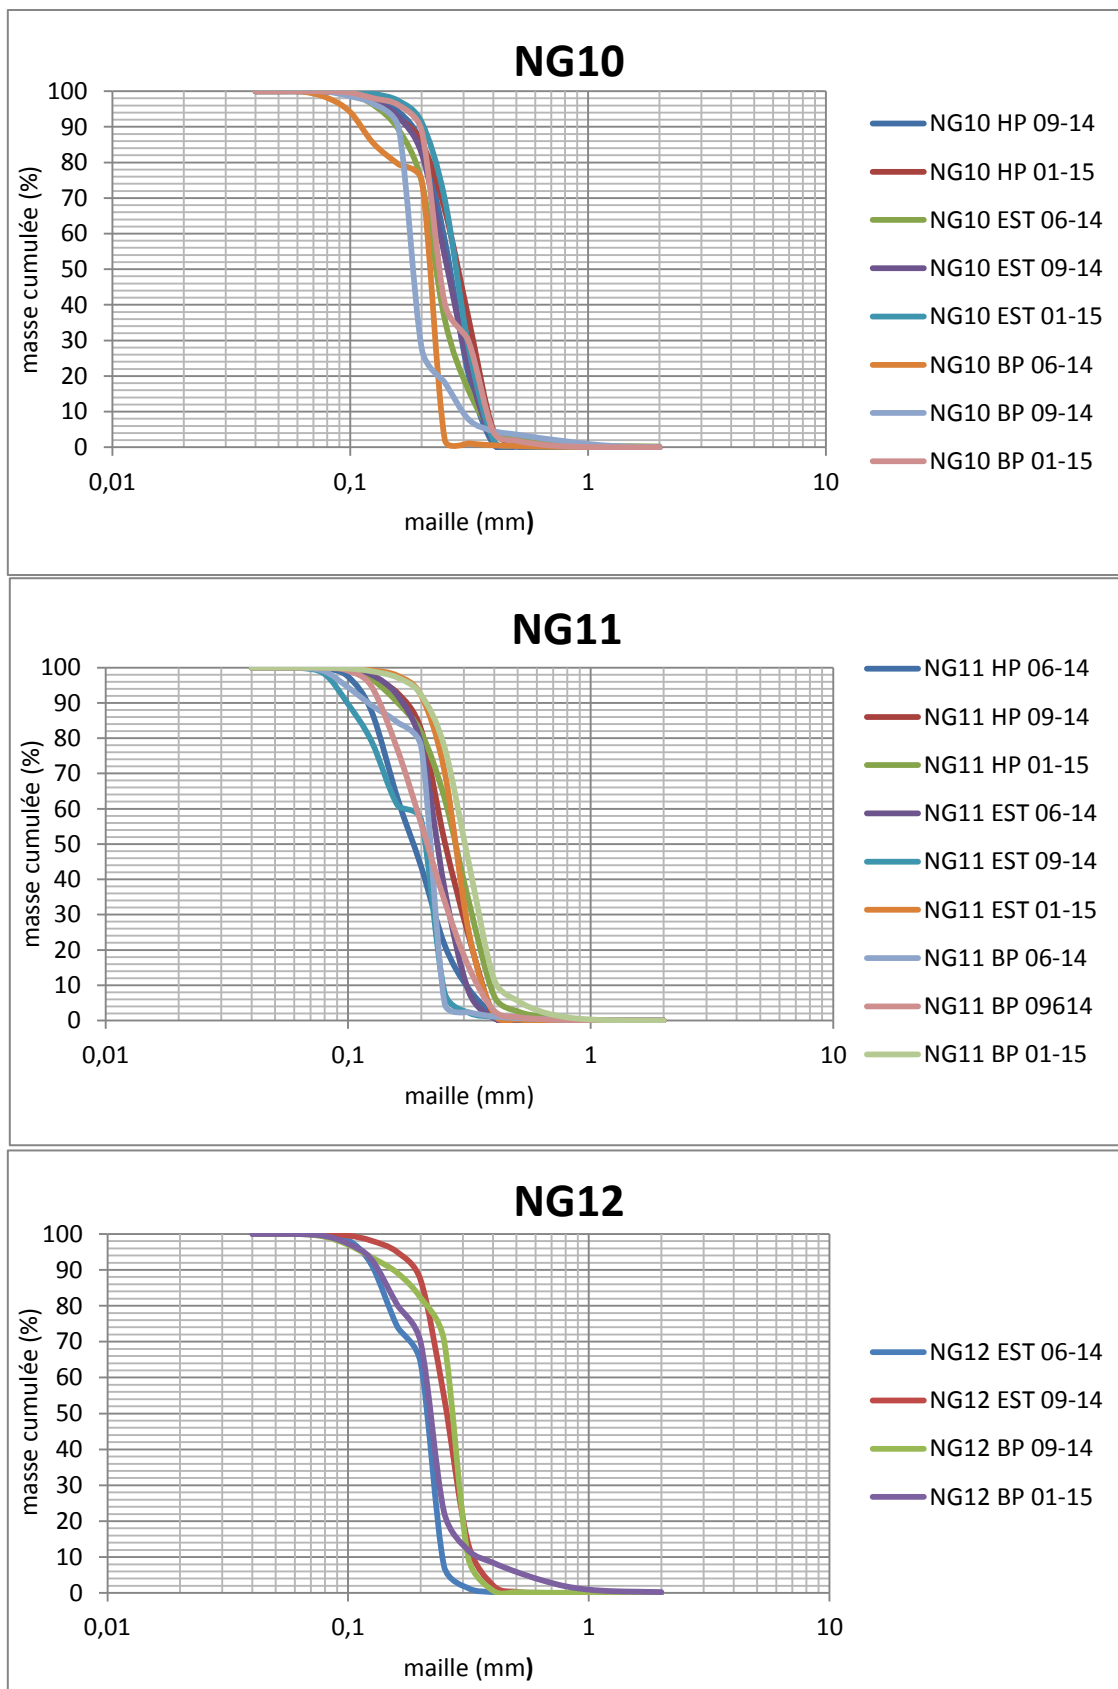 NG10
100
90
80
70
60
50
40
30
20
10
0
masse cumulée (%)
0,01
0,1
1
10
maille (mm)
NG10 HP 09-14
NG10 HP 01-15
NG10 EST 06-14
NG10 EST 09-14
NG10 EST 01-15
NG10 BP 06-14
NG10 BP 09-14
NG10 BP 01-15
NG11
100
90
80
70
60
50
40
30
20
10
0
masse cumulée (%)
0,01
0,1
1
10
maille (mm)
NG11 HP 06-14
NG11 HP 09-14
NG11 HP 01-15
NG11 EST 06-14
NG11 EST 09-14
NG11 EST 01-15
NG11 BP 06-14
NG11 BP 09614
NG11 BP 01-15
NG12
100
90
80
70
60
50
40
30
20
10
0
masse cumulée (%)
0,01
0,1
1
10
maille (mm)
NG12 EST 06-14
NG12 EST 09-14
NG12 BP 09-14
NG12 BP 01-15